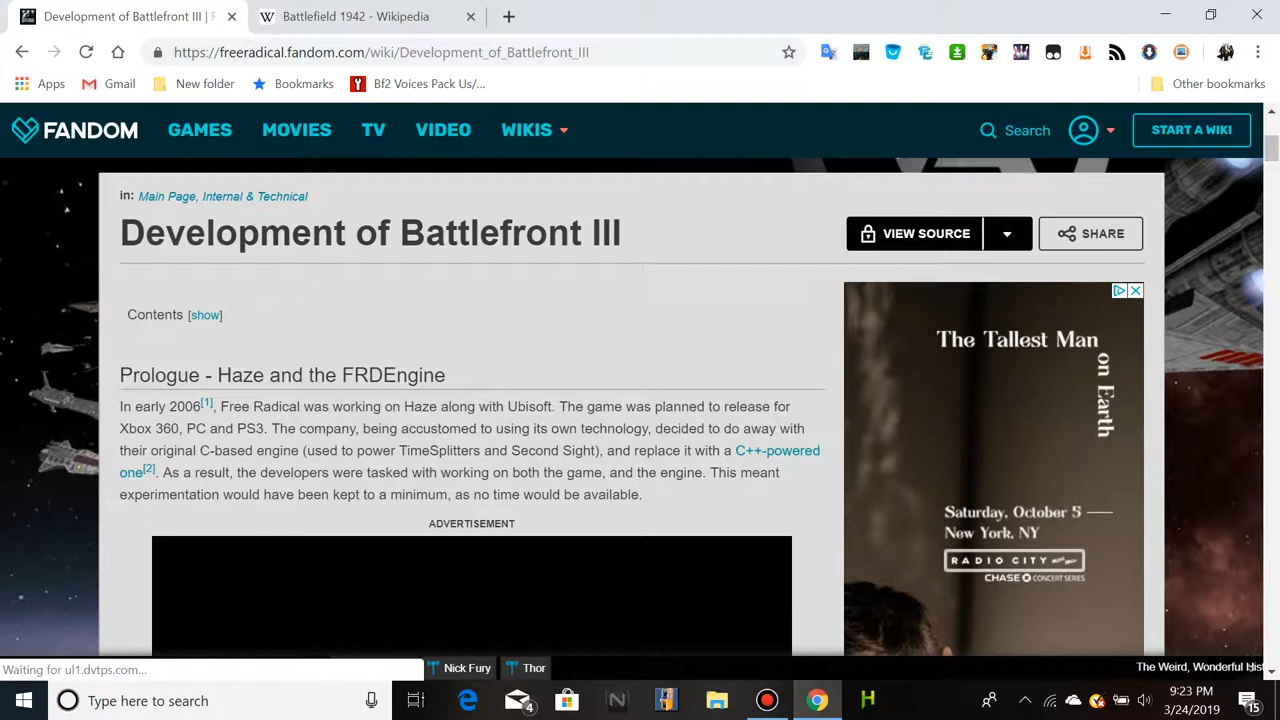 Development of Battlefront III | F
Battlefield 1942 - Wikipedia
https://freeradical.fandom.com/wiki/Development_of_Battlefront_III
Apps
Gmail
New folder
Bookmarks
Bf2 Voices Pack Us/...
Other bookmarks
FANDOM
GAMES
MOVIES
TV
VIDEO
WIKIS
Search
START A WIKI
in: Main Page, Internal & Technical
Development of Battlefront III
VIEW SOURCE
SHARE
Contents [show]
Prologue - Haze and the FRDEngine
In early 2006[1], Free Radical was working on Haze along with Ubisoft. The game was planned to release for
Xbox 360, PC and PS3. The company, being accustomed to using its own technology, decided to do away with
their original C-based engine (used to power TimeSplitters and Second Sight), and replace it with a C++-powered
one[2]. As a result, the developers were tasked with working on both the game, and the engine. This meant
experimentation would have been kept to a minimum, as no time would be available.
ADVERTISEMENT
The Tallest Man
on Earth
Saturday, October 5
New York, NY
RADIO CITY
CHASE CONCERT SERIES
Waiting for ul1.dvtps.com...
Nick Fury
Thor
The Weird, Wonderful Hist
Type here to search
4
N
H
9:23 PM
3/24/2019
15